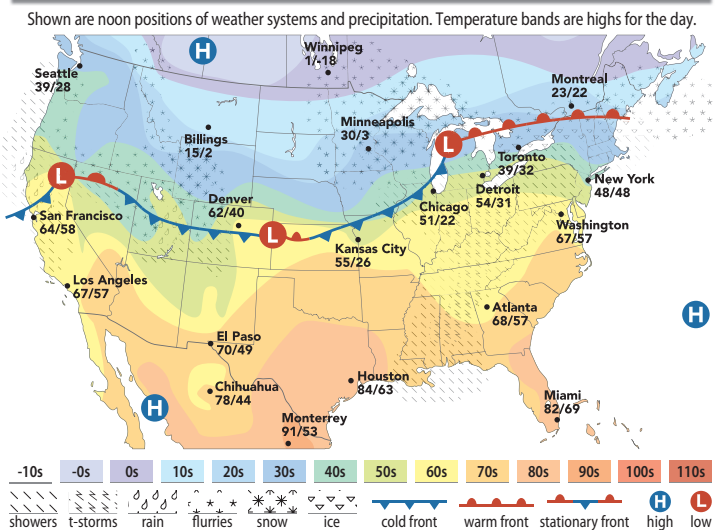 Shown are noon positions of weather systems and precipitation. Temperature bands are highs for the day.
H
Winnipeg
1/-18
Seattle
39/28
Montreal
23/22
Minneapolis
30/3
Billings
15/2
L
Toronto
39/32
L
New York
48/48
Detroit
54/31
Chicago
51/22
Denver
62/40
San Francisco
64/58
Washington
67/57
L
Kansas City
55/26
Los Angeles
67/57
Atlanta
68/57
H
El Paso
70/49
Houston
84/63
Chihuahua
78/44
Miami
82/69
H
Monterrey
91/53
-10s -0s 0s 10s 20s 30s 40s 50s 60s 70s 80s 90s 100s 110s
H L
showers t-storms rain flurries snow ice cold front warm front stationary front high low